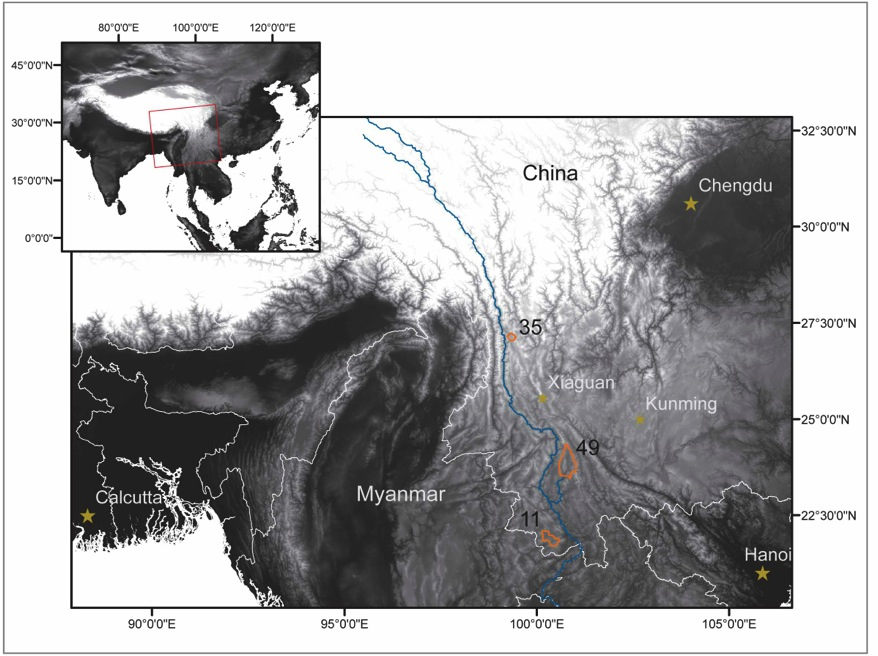 80°0'0"E
100°0'0"E
120°0'0"E
45°0'0"N
30°0'0"N
15°0'0"N
0°0'0"
32°30'0"N
China
Chengdu
30°0'0"N
35
27°30'0"N
Xiaguan
Kunming
25°0'0"N
49
Myanmar
Calcutta
11
22°30'0"N
Hanoi
90°0'0"E
95°0'0"E
100°0'0"E
105°0'0"E